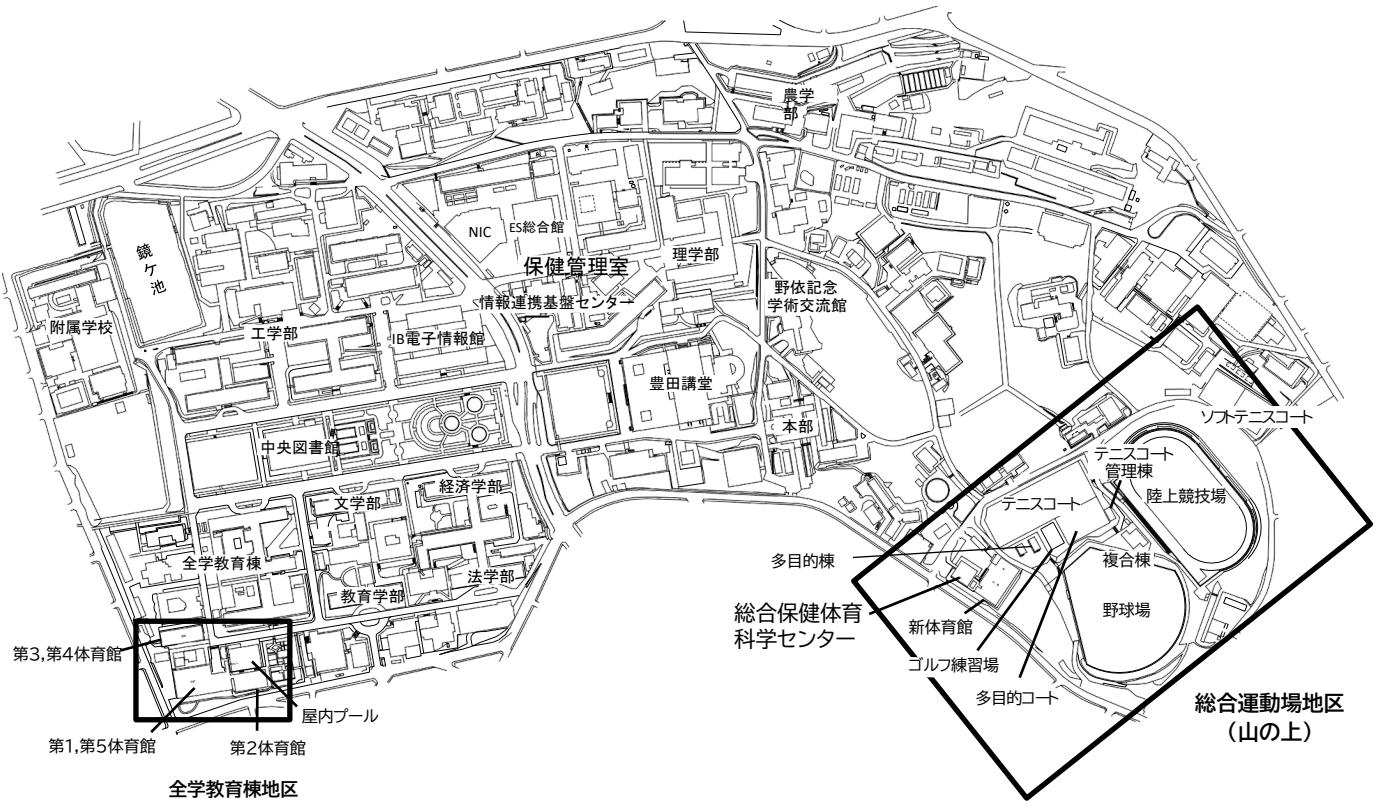 農学
部
NIC
ES総合館
鏡ケ池
保健管理室
理学部
情報連携基盤センター
野依記念
学術交流館
附属学校
工学部
IB電子情報館
豊田講堂
ソフトテニスコート
本部
中央図書館
テニスコート
管理棟
経済学部
文学部
テニスコート
陸上競技場
多目的棟
複合棟
全学教育棟
法学部
教育学部
総合保健体育
科学センター
野球場
新体育館
第3,第4体育館
ゴルフ練習場
多目的コート
屋内プール
総合運動場地区
（山の上）
第1,第5体育館
第2体育館
全学教育棟地区